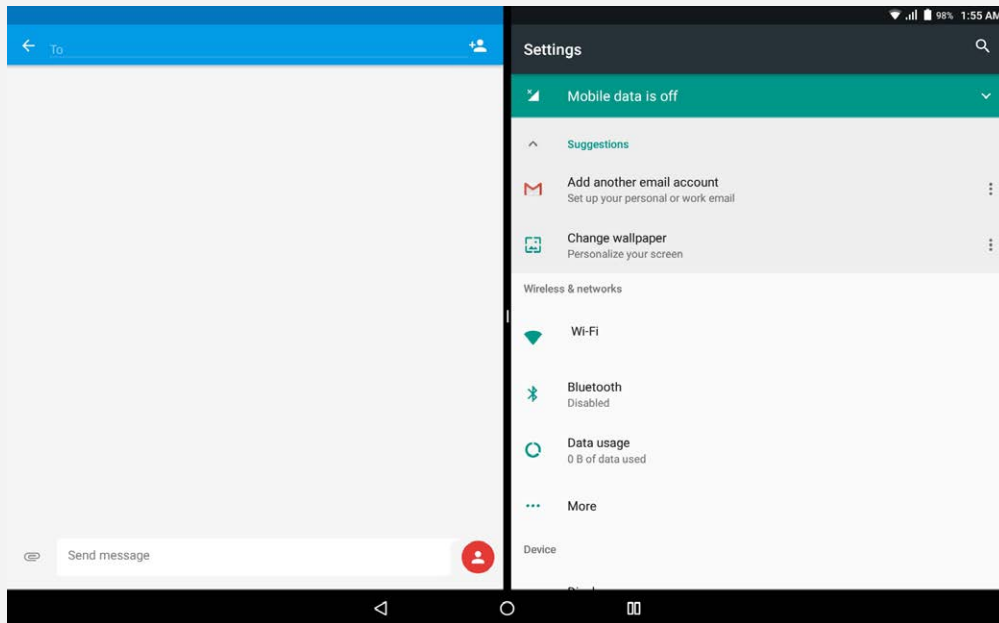 To
Send message
98% 1:55 AM
Settings
Mobile data is off
Suggestions
Add another email account
Set up your personal or work email
Change wallpaper
Personalize your screen
Wireless & networks
Wi-Fi
Bluetooth
Disabled
Data usage
0 B of data used
More
Device